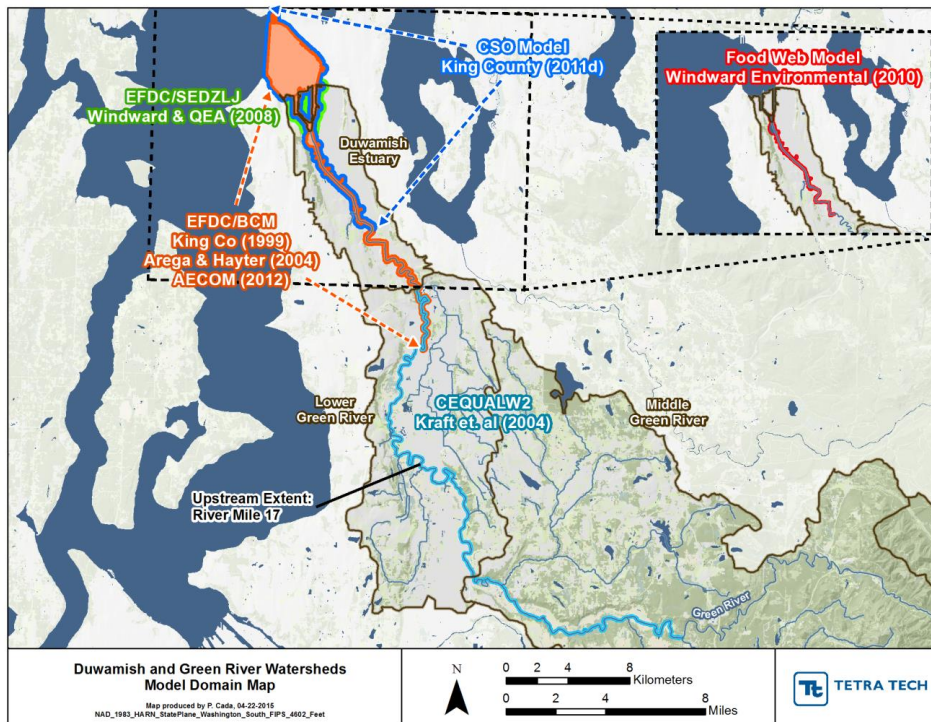 CSO Model
King County (2011d)
Food Web Model
Windward Environmental (2010)
EFDC/SEDZLJ
Windward & QEA (2008)
Duwamish
Estuary
EFDC/BCM
King Co (1999)
Arega & Hayter (2004)
AECOM (2012)
Lower
Green River
CEQUALW2
Kraft et. al (2004)
Middle
Green River
Upstream Extent:
River Mile 17
Green River
Duwamish and Green River Watersheds
Model Domain Map
Map produced by P. Cada, 04-22-2015
NAD_1983_HARN_StatePlane_Washington_South_FIPS_4602_Feet
N
0 2 4 8
Kilometers
0 2 4 8
Miles
Tt TETRA TECH